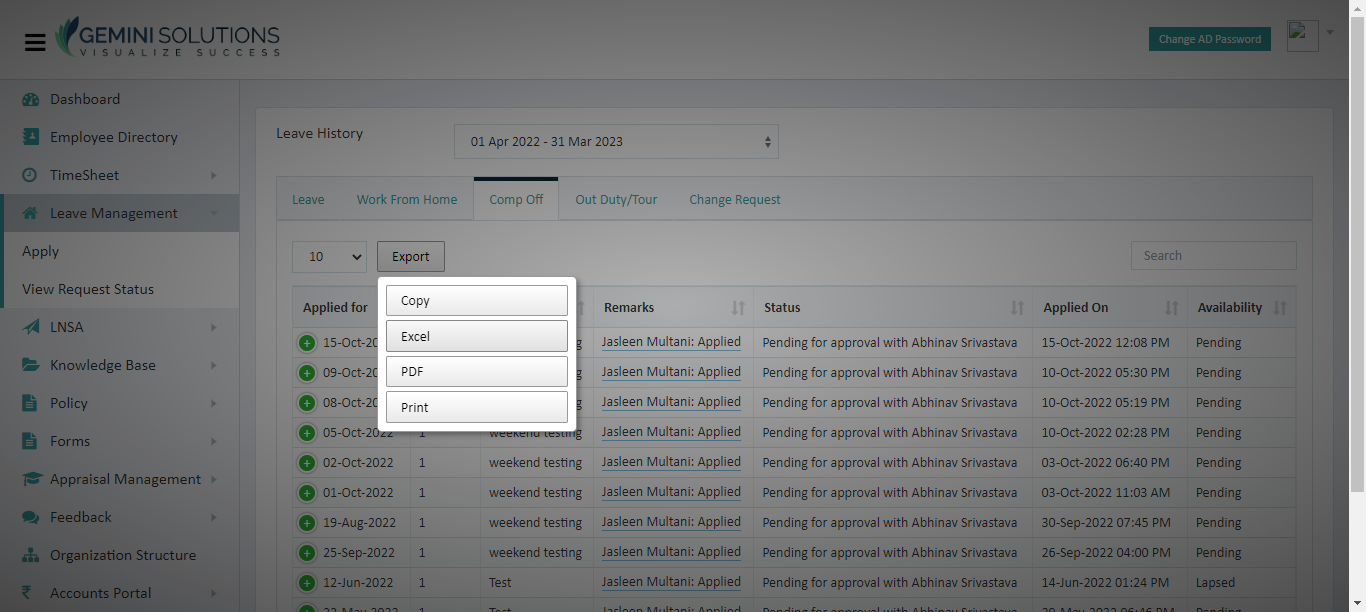 GEMINI SOLUTIONS
VISUALIZE SUCCESS
Change AD Password
Dashboard
Employee Directory
TimeSheet
Leave Management
Apply
View Request Status
LNSA
Knowledge Base
Policy
Forms
Appraisal Management
Feedback
Organization Structure
Accounts Portal
Leave History
01 Apr 2022 - 31 Mar 2023
Leave Work From Home Comp Off Out Duty/Tour Change Request
10 Export Search
Copy
Excel
PDF
Print
Applied for Remarks Status Applied On Availability
15-Oct-20 g Jasleen Multani: Applied Pending for approval with Abhinav Srivastava 15-Oct-2022 12:08 PM Pending
09-Oct-20 Jasleen Multani: Applied Pending for approval with Abhinav Srivastava 10-Oct-2022 05:30 PM Pending
08-Oct-20 g Jasleen Multani: Applied Pending for approval with Abhinav Srivastava 10-Oct-2022 05:19 PM Pending
05-Oct-2022 1 weekend testing Jasleen Multani: Applied Pending for approval with Abhinav Srivastava 10-Oct-2022 02:28 PM Pending
02-Oct-2022 1 weekend testing Jasleen Multani: Applied Pending for approval with Abhinav Srivastava 03-Oct-2022 06:40 PM Pending
01-Oct-2022 1 weekend testing Jasleen Multani: Applied Pending for approval with Abhinav Srivastava 03-Oct-2022 11:03 AM Pending
19-Aug-2022 1 weekend testing Jasleen Multani: Applied Pending for approval with Abhinav Srivastava 30-Sep-2022 07:45 PM Pending
25-Sep-2022 1 weekend testing Jasleen Multani: Applied Pending for approval with Abhinav Srivastava 26-Sep-2022 04:00 PM Pending
12-Jun-2022 1 Test Jasleen Multani: Applied Pending for approval with Abhinav Srivastava 14-Jun-2022 01:24 PM Lapsed
1 Test Jasleen Multani: Applied Pending for approval with Abhinav Srivastava Lapsed